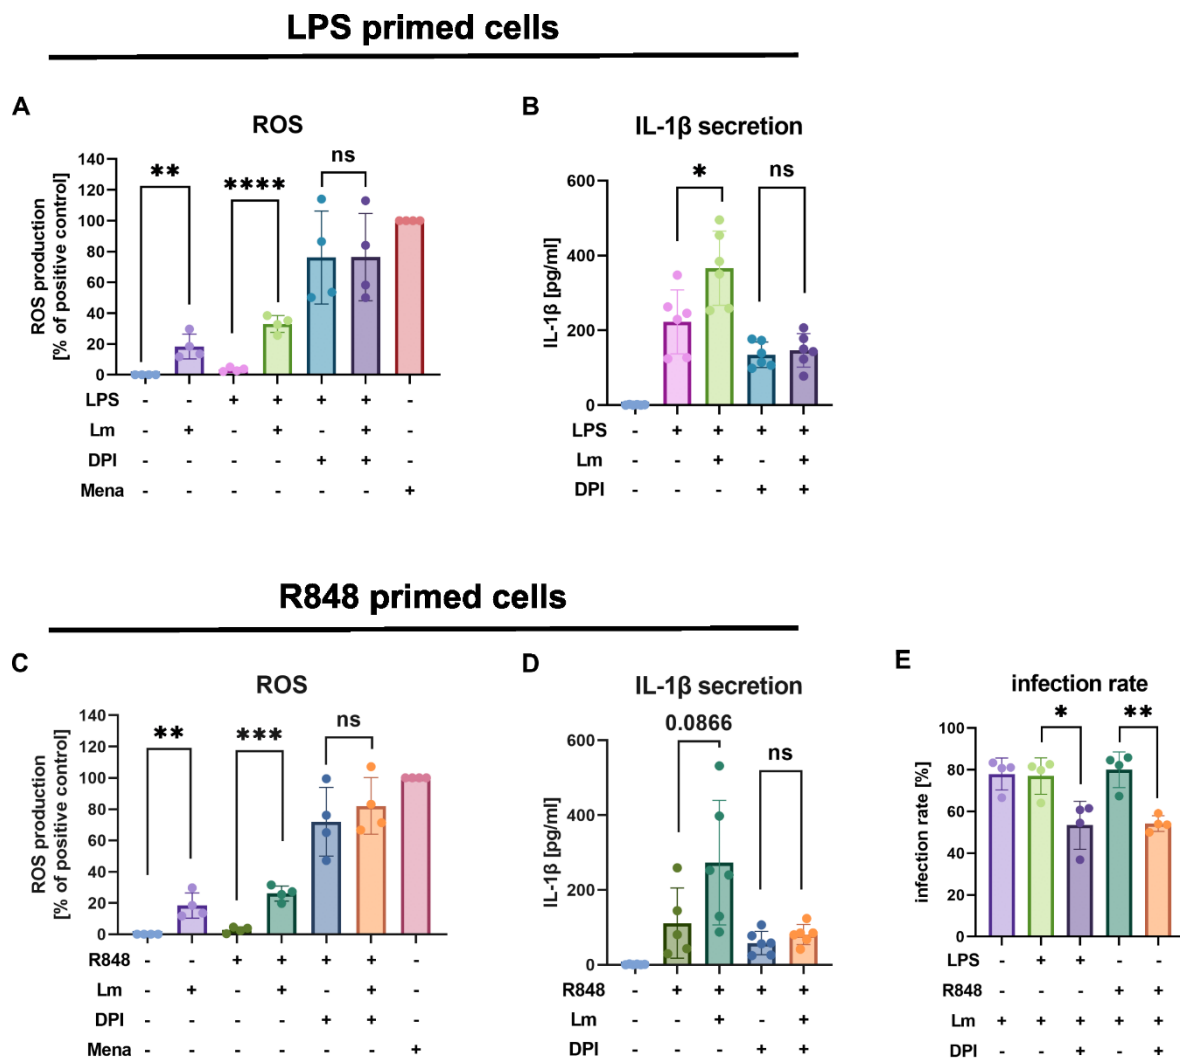 LPS primed cells
A
ROS
ROS production
[% of positive control]
140
120
100
80
60
40
20
0
**
****
ns
LPS - - + + + + -
Lm - + - + - + -
DPI - - - - + + -
Mena - - - - - - +
B
IL-1β secretion
IL-1β [pg/ml]
600
400
200
0
*
ns
LPS - + + + +
Lm - - + - +
DPI - - - + +
R848 primed cells
C
ROS
ROS production
[% of positive control]
140
120
100
80
60
40
20
0
**
***
ns
R848 - - + + + + -
Lm - + - + - + -
DPI - - - - + + -
Mena - - - - - - +
D
IL-1β secretion
IL-1β [pg/ml]
600
400
200
0
0.0866
ns
R848 - + + + +
Lm - - + - +
DPI - - - + +
E
infection rate
infection rate [%]
100
80
60
40
20
0
*
**
LPS - + + - -
R848 - - - + +
Lm + + + + +
DPI - - + - +